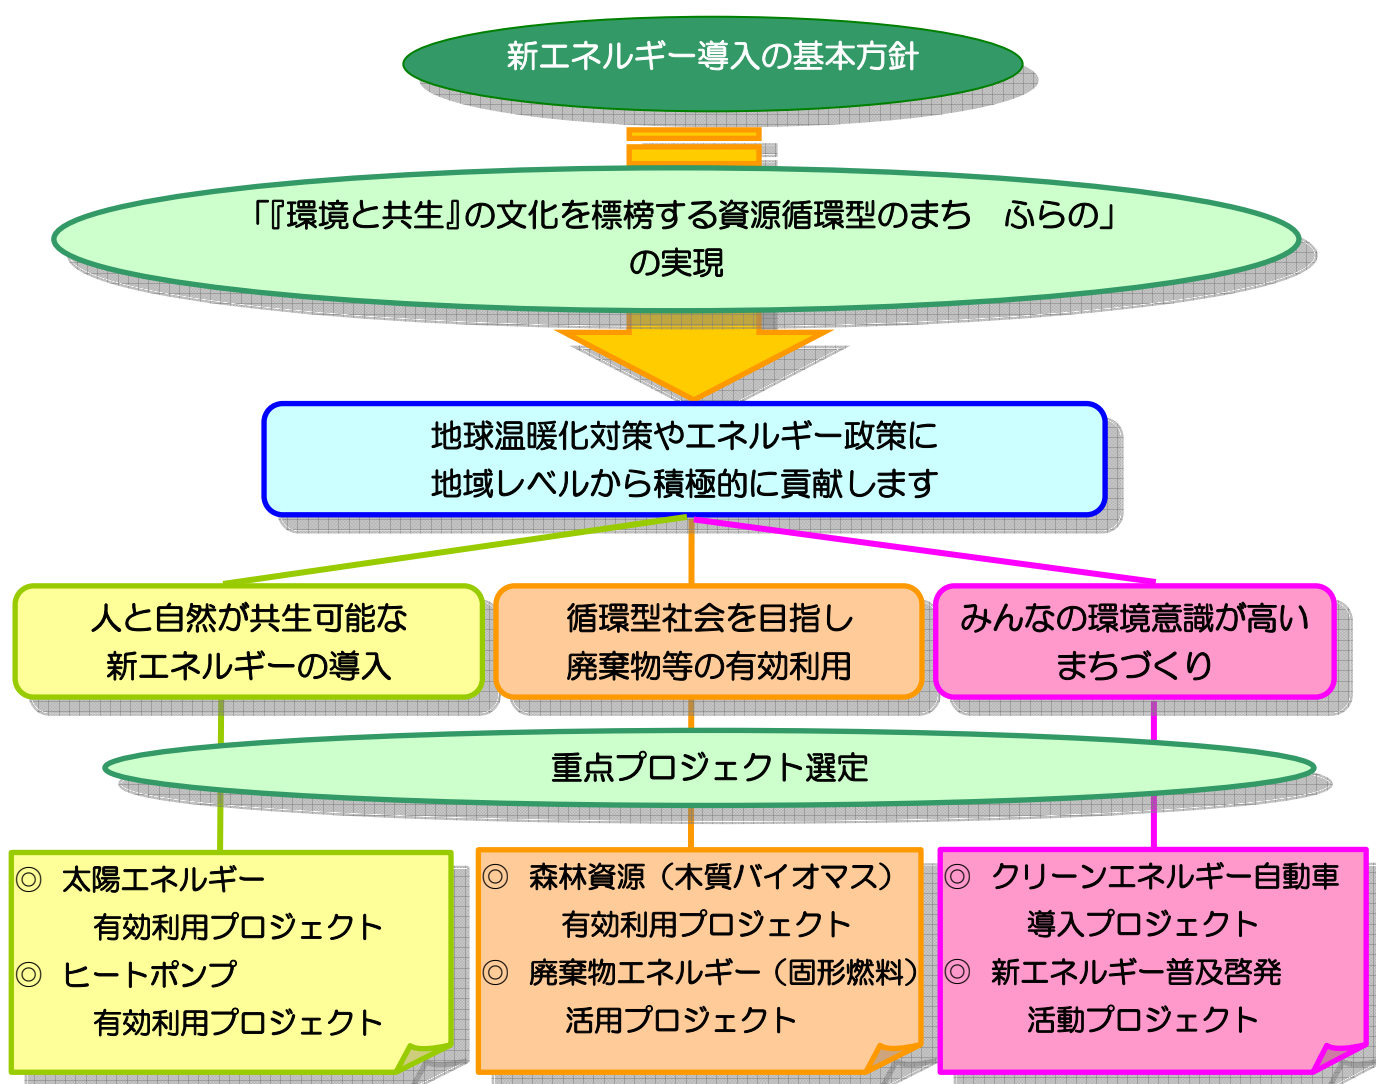 新エネルギー導入の基本方針
「『環境と共生』の文化を標榜する資源循環型のまち　ふらの」
の実現
地球温暖化対策やエネルギー政策に
地域レベルから積極的に貢献します
人と自然が共生可能な
新エネルギーの導入
循環型社会を目指し
廃棄物等の有効利用
みんなの環境意識が高い
まちづくり
重点プロジェクト選定
◎ 太陽エネルギー
有効利用プロジェクト
◎ ヒートポンプ
有効利用プロジェクト
◎ 森林資源（木質バイオマス）
有効利用プロジェクト
◎ 廃棄物エネルギー（固形燃料）
活用プロジェクト
◎ クリーンエネルギー自動車
導入プロジェクト
◎ 新エネルギー普及啓発
活動プロジェクト